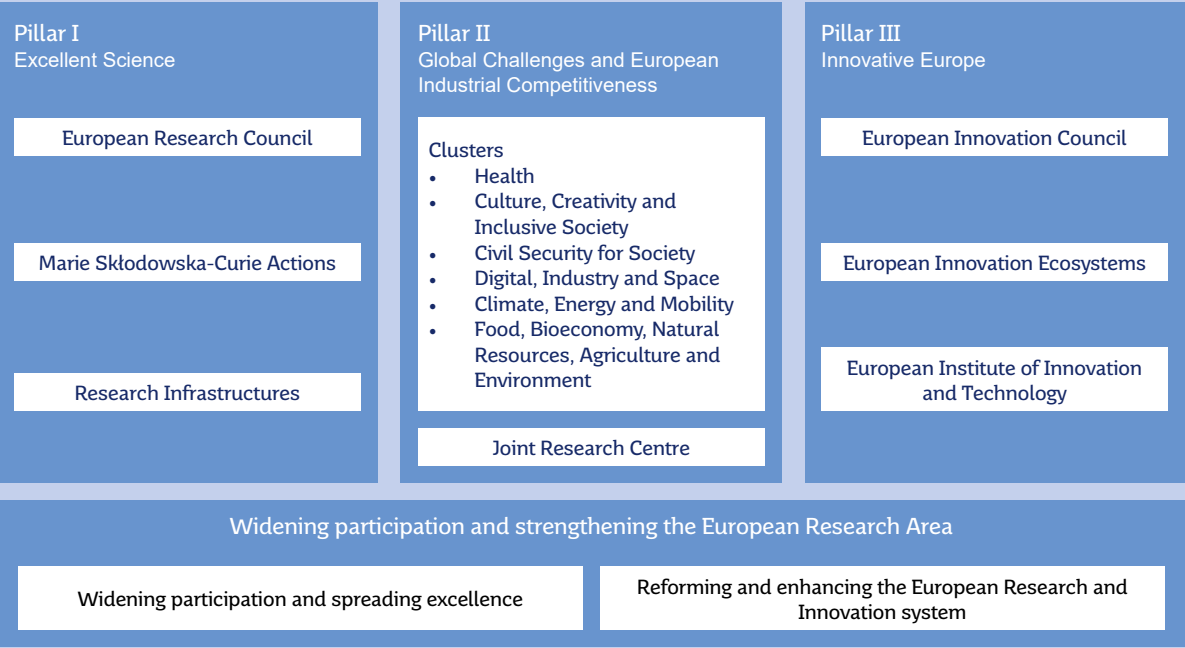 Pillar I
Excellent Science
European Research Council
Marie Skłodowska-Curie Actions
Research Infrastructures
Pillar II
Global Challenges and European
Industrial Competitiveness
Clusters
• Health
• Culture, Creativity and
Inclusive Society
• Civil Security for Society
• Digital, Industry and Space
• Climate, Energy and Mobility
• Food, Bioeconomy, Natural
Resources, Agriculture and
Environment
Joint Research Centre
Pillar III
Innovative Europe
European Innovation Council
European Innovation Ecosystems
European Institute of Innovation
and Technology
Widening participation and strengthening the European Research Area
Widening participation and spreading excellence
Reforming and enhancing the European Research and
Innovation system